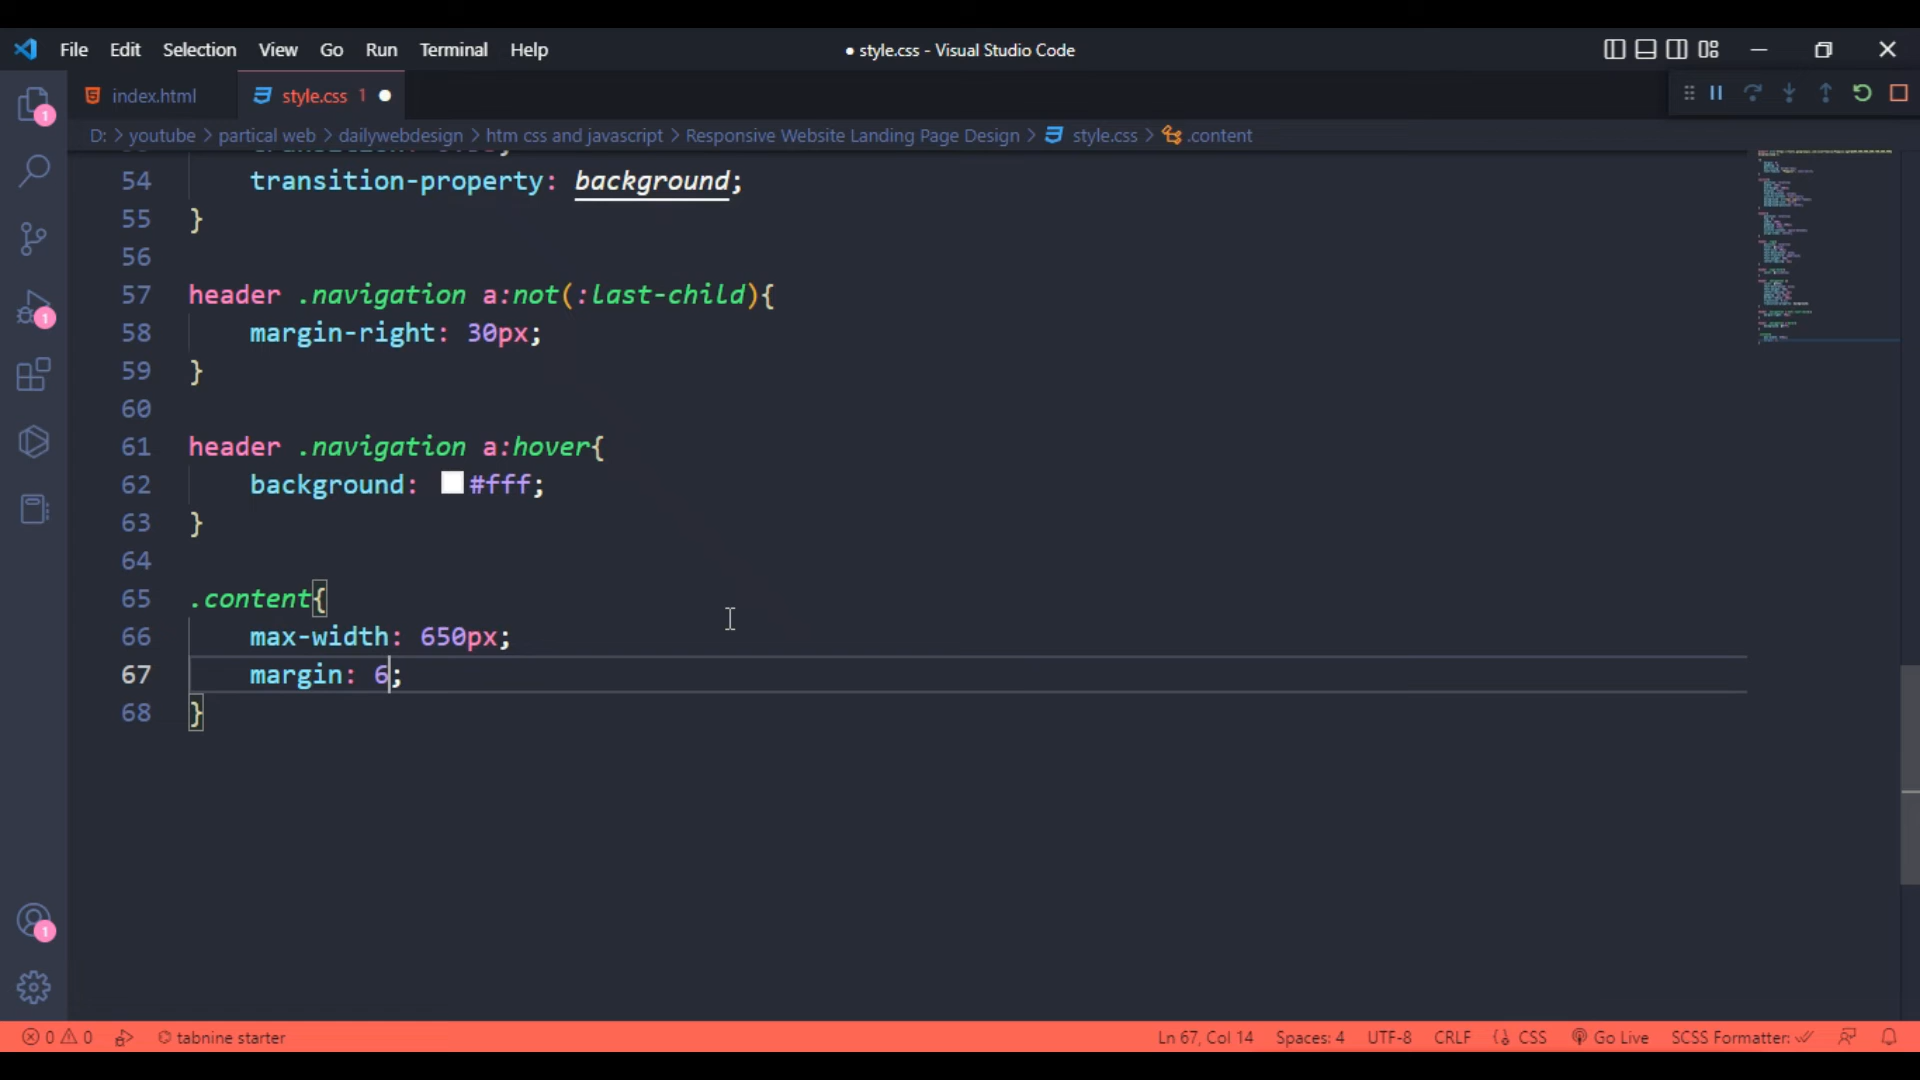 File Edit Selection View Go Run Terminal Help
● style.css - Visual Studio Code
index.html
style.css 1 ●
D: > youtube > partical web > dailywebdesign > htm css and javascript > Responsive Website Landing Page Design > style.css > .content
54 transition-property: background;
55 }
56
57 header .navigation a:not(:last-child){
58 margin-right: 30px;
59 }
60
61 header .navigation a:hover{
62 background: #fff;
63 }
64
65 .content{
66 max-width: 650px;
67 margin: 6;
68 }
1
1
1
0 0 tabnine starter
Ln 67, Col 14 Spaces: 4 UTF-8 CRLF CSS Go Live SCSS Formatter: